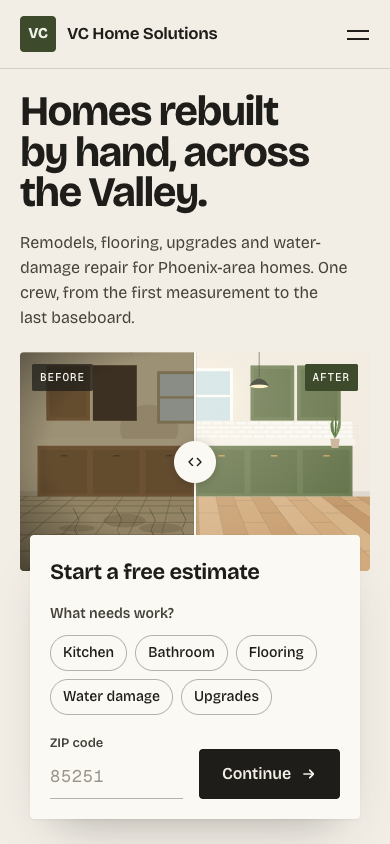 VC
VC Home Solutions
Homes rebuilt
by hand, across
the Valley.
Remodels, flooring, upgrades and water-
damage repair for Phoenix-area homes. One
crew, from the first measurement to the
last baseboard.
BEFORE
AFTER
Start a free estimate
What needs work?
Kitchen
Bathroom
Flooring
Water damage
Upgrades
ZIP code
85251
Continue →